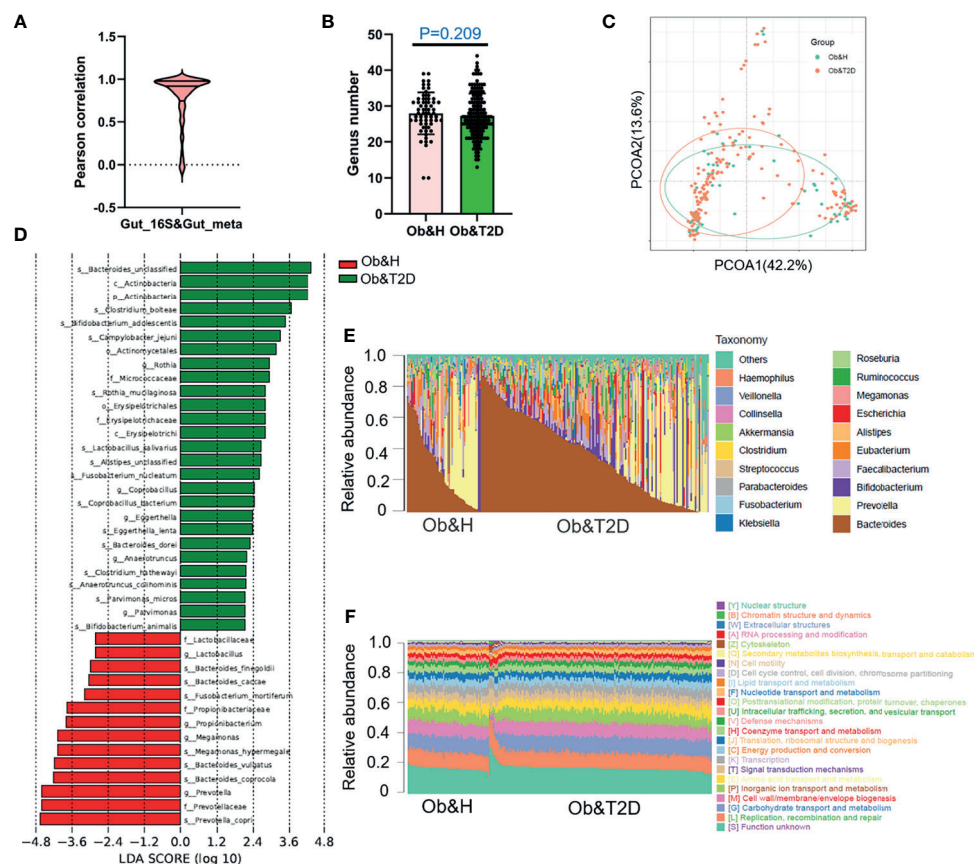 A
Pearson correlation
1.5
1.0
0.5
0.0
-0.5
Gut_16S&Gut_meta
B
P=0.209
Genus number
50
40
30
20
10
0
Ob&H
Ob&T2D
C
Group
Ob&H
Ob&T2D
PCOA2(13.6%)
PCOA1(42.2%)
D
Ob&H
Ob&T2D
s__Bacteroides_unclassified
c__Actinobacteria
p__Actinobacteria
s__Clostridium_bolteae
s__Bifidobacterium_adolescentis
s__Campylobacter_jejuni
o__Actinomycetales
g__Rothia
f__Micrococcaceae
s__Rothia_mucilaginosa
o__Erysipelotrichales
f__Erysipelotrichaceae
c__Erysipelotrichi
s__Lactobacillus_salivarius
s__Alistipes_unclassified
s__Fusobacterium_nucleatum
g__Coprobacillus
s__Coprobacillus_bacterium
g__Eggerthella
s__Eggerthella_lenta
s__Bacteroides_dorei
g__Anaerotruncus
s__Clostridium_hathewayi
s__Anaerotruncus_colihominis
s__Parvimonas_micros
g__Parvimonas
s__Bifidobacterium_animalis
f__Lactobacillaceae
g__Lactobacillus
s__Bacteroides_finegoldii
s__Bacteroides_caccae
s__Fusobacterium_mortiferum
f__Propionibacteriaceae
g__Propionibacterium
g__Megamonas
s__Megamonas_hypermegale
s__Bacteroides_vulgatus
s__Bacteroides_coprocola
g__Prevotella
f__Prevotellaceae
s__Prevotella_copri
−4.8 −3.6 −2.4 −1.2 0.0 1.2 2.4 3.6 4.8
LDA SCORE (log 10)
E
Relative abundance
1.0
0.8
0.6
0.4
0.2
0
Ob&H
Ob&T2D
Taxonomy
Others
Haemophilus
Veillonella
Collinsella
Akkermansia
Clostridium
Streptococcus
Parabacteroides
Fusobacterium
Klebsiella
Roseburia
Ruminococcus
Megamonas
Escherichia
Alistipes
Eubacterium
Faecalibacterium
Bifidobacterium
Prevotella
Bacteroides
F
Relative abundance
1.0
0.8
0.6
0.4
0.2
0
Ob&H
Ob&T2D
[Y] Nuclear structure
[B] Chromatin structure and dynamics
[W] Extracellular structures
[A] RNA processing and modification
[Z] Cytoskeleton
[Q] Secondary metabolites biosynthesis, transport and catabolism
[N] Cell motility
[D] Cell cycle control, cell division, chromosome partitioning
[I] Lipid transport and metabolism
[F] Nucleotide transport and metabolism
[O] Posttranslational modification, protein turnover, chaperones
[U] Intracellular trafficking, secretion, and vesicular transport
[V] Defense mechanisms
[H] Coenzyme transport and metabolism
[J] Translation, ribosomal structure and biogenesis
[C] Energy production and conversion
[K] Transcription
[T] Signal transduction mechanisms
[E] Amino acid transport and metabolism
[P] Inorganic ion transport and metabolism
[M] Cell wall/membrane/envelope biogenesis
[G] Carbohydrate transport and metabolism
[L] Replication, recombination and repair
[S] Function unknown